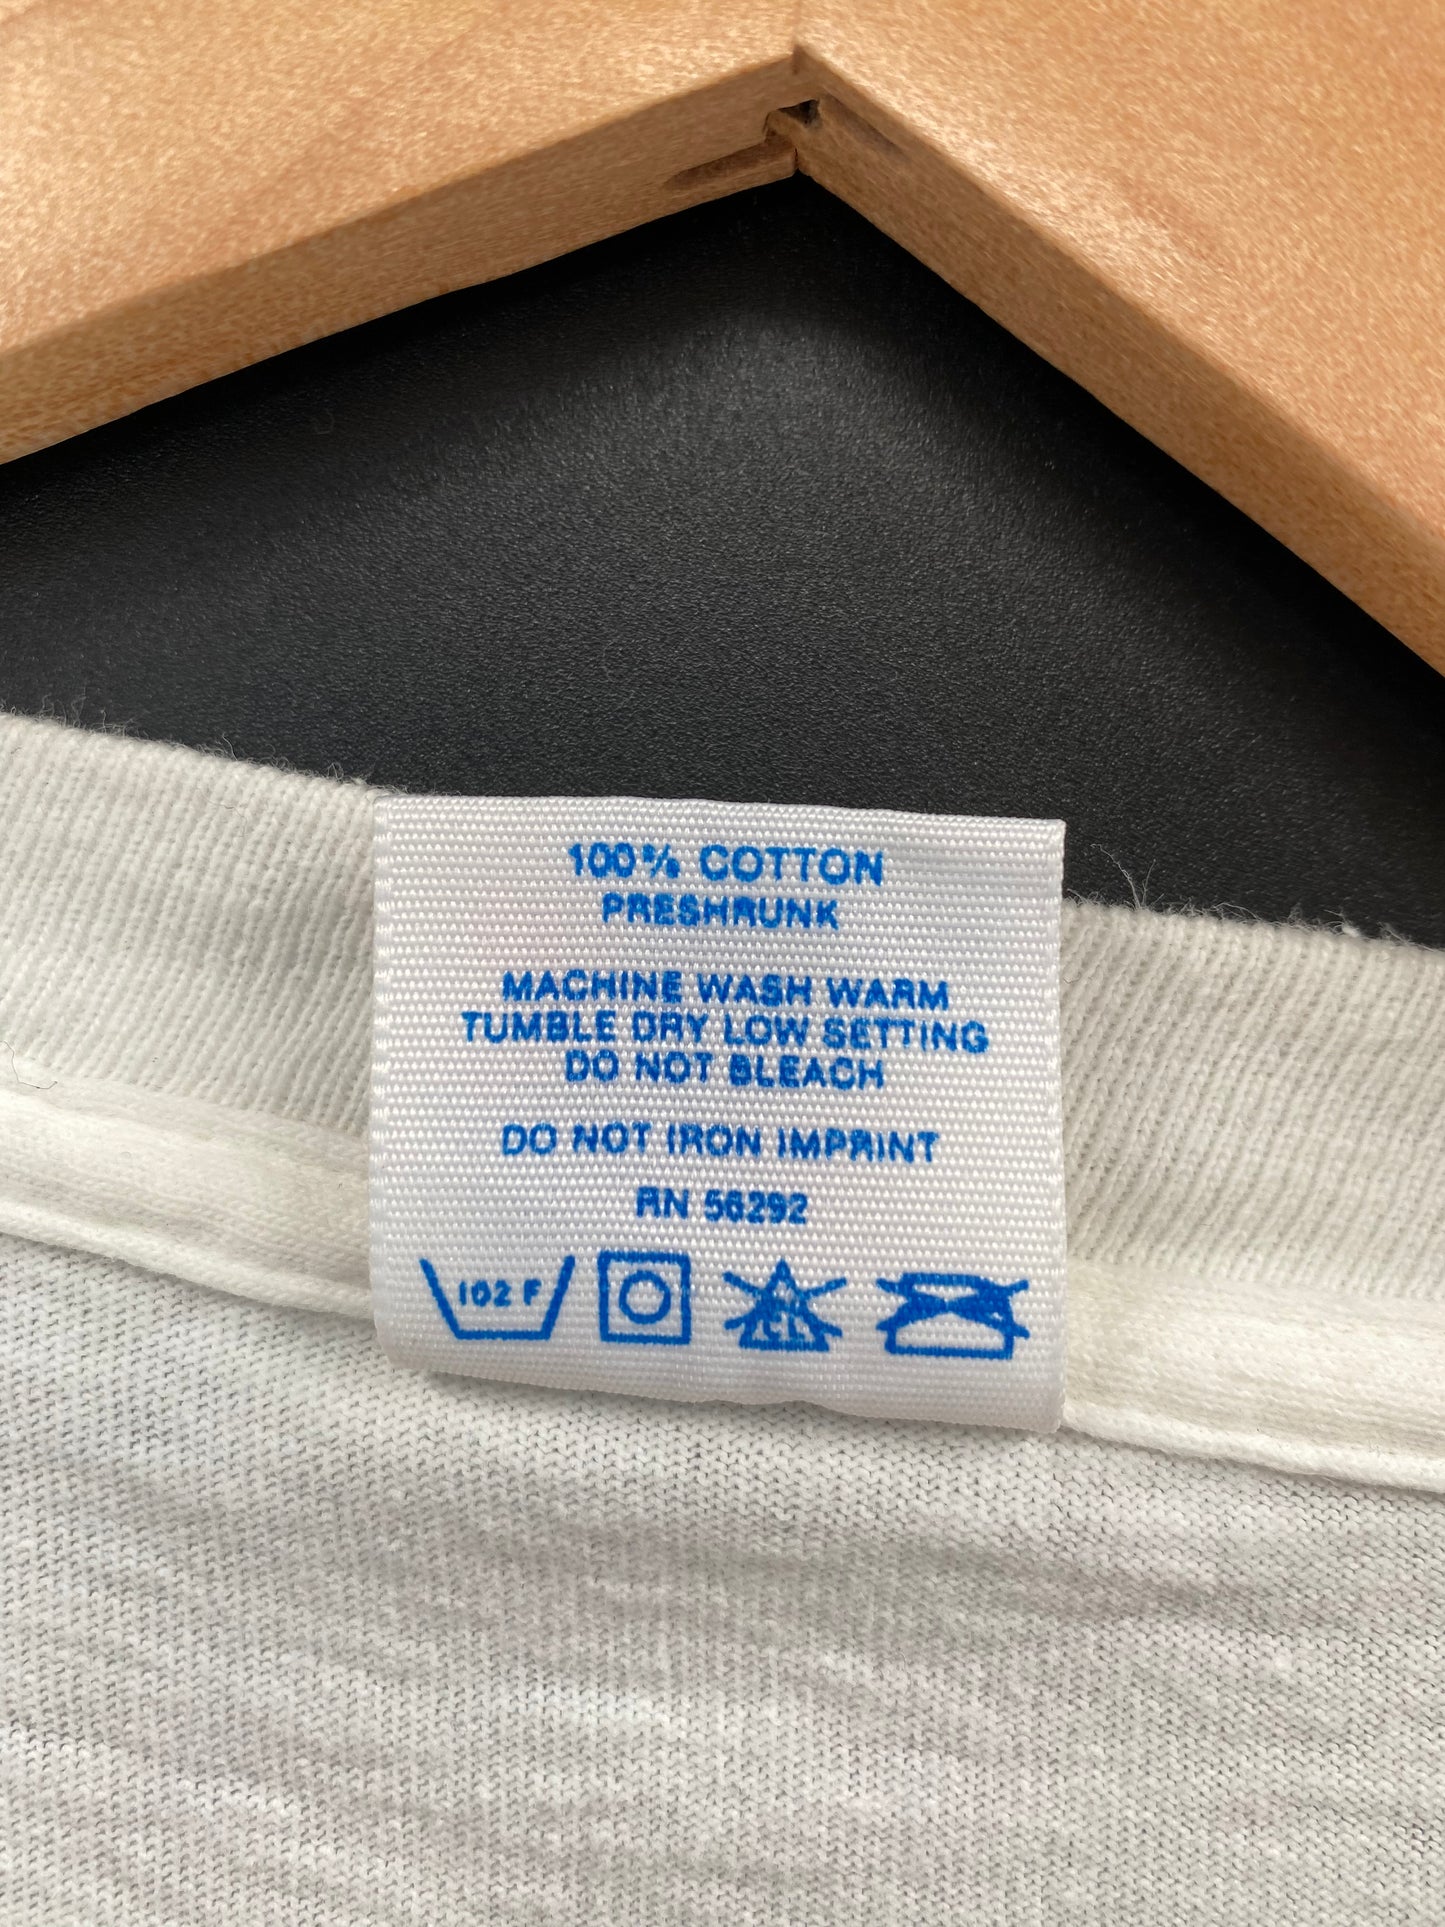 100% COTTON
PRESHRUNK
MACHINE WASH WARM
TUMBLE DRY LOW SETTING
DO NOT BLEACH
DO NOT IRON IMPRINT
RN 56292
102 F
CL